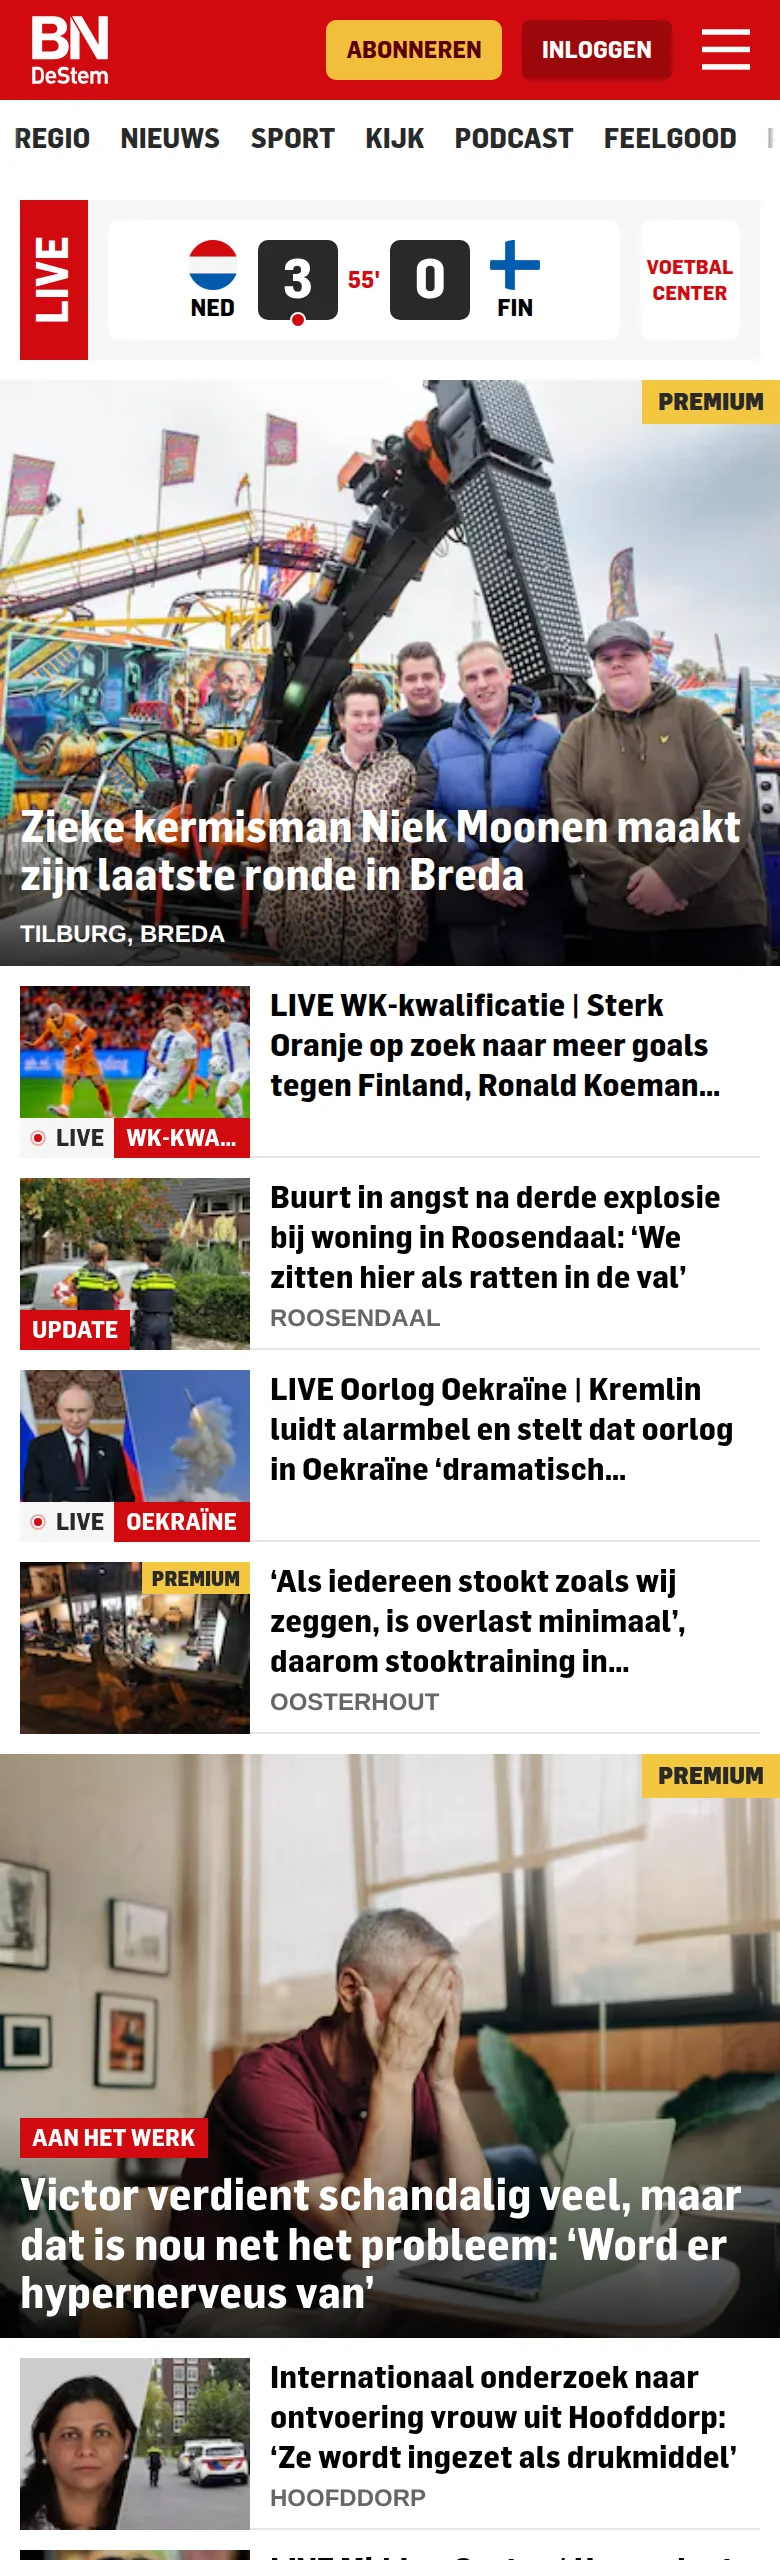 BN
DeStem
ABONNEREN
INLOGGEN
REGIO NIEUWS SPORT KIJK PODCAST FEELGOOD
LIVE
NED
3
55'
0
FIN
VOETBAL
CENTER
PREMIUM
Zieke kermisman Niek Moonen maakt
zijn laatste ronde in Breda
TILBURG, BREDA
LIVE WK-kwalificatie | Sterk
Oranje op zoek naar meer goals
tegen Finland, Ronald Koeman...
LIVE WK-KWA...
Buurt in angst na derde explosie
bij woning in Roosendaal: ‘We
zitten hier als ratten in de val’
ROOSENDAAL
UPDATE
LIVE Oorlog Oekraïne | Kremlin
luidt alarmbel en stelt dat oorlog
in Oekraïne ‘dramatisch...
LIVE OEKRAÏNE
PREMIUM
‘Als iedereen stookt zoals wij
zeggen, is overlast minimaal’,
daarom stooktraining in...
OOSTERHOUT
PREMIUM
AAN HET WERK
Victor verdient schandalig veel, maar
dat is nou net het probleem: ‘Word er
hypernerveus van’
Internationaal onderzoek naar
ontvoering vrouw uit Hoofddorp:
‘Ze wordt ingezet als drukmiddel’
HOOFDDORP